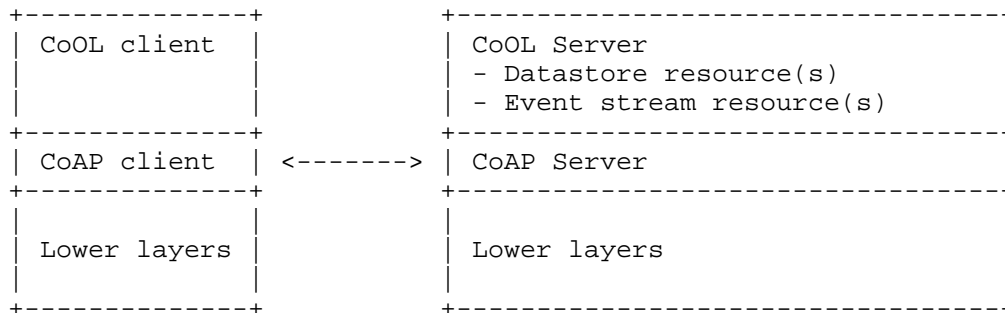 +--------------+                +----------------------------------
| CoOL client  |                | CoOL Server
|              |                | - Datastore resource(s)
|              |                | - Event stream resource(s)
+--------------+                +----------------------------------
| CoAP client  | <-------> | CoAP Server
+--------------+                +----------------------------------
|              |                |
| Lower layers |                | Lower layers
|              |                |
+--------------+                +----------------------------------